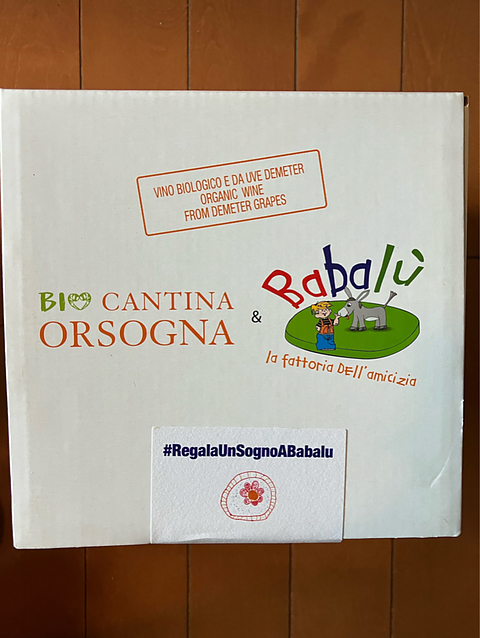 VINO BIOLOGICO E DA UVE DEMETER
ORGANIC WINE
FROM DEMETER GRAPES
BIO CANTINA
ORSOGNA
&
Babalù
la fattoria DELL'amicizia
#RegalaUnSognoABabalu